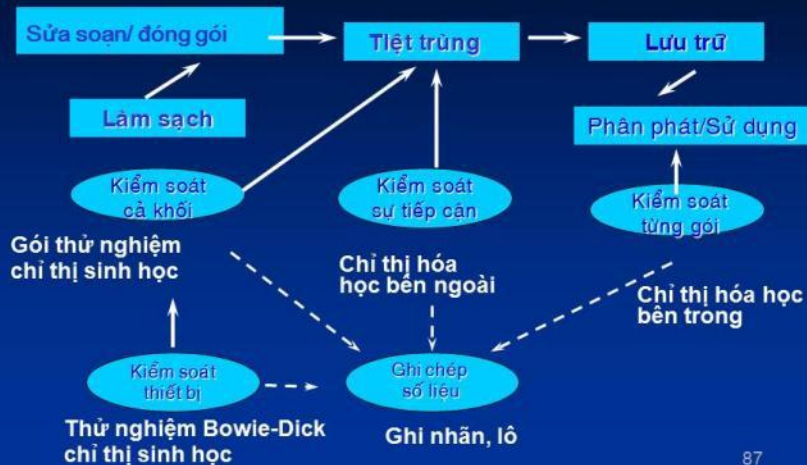 Sửa soạn/ đóng gói
Tiệt trùng
Lưu trữ
Làm sạch
Phân phát/Sử dụng
Kiểm soát
cả khối
Kiểm soát
sự tiếp cận
Kiểm soát
từng gói
Gói thử nghiệm
chỉ thị sinh học
Chỉ thị hóa
học bên ngoài
Chỉ thị hóa học
bên trong
Kiểm soát
thiết bị
Ghi chép
số liệu
Thử nghiệm Bowie-Dick
chỉ thị sinh học
Ghi nhãn, lô
87